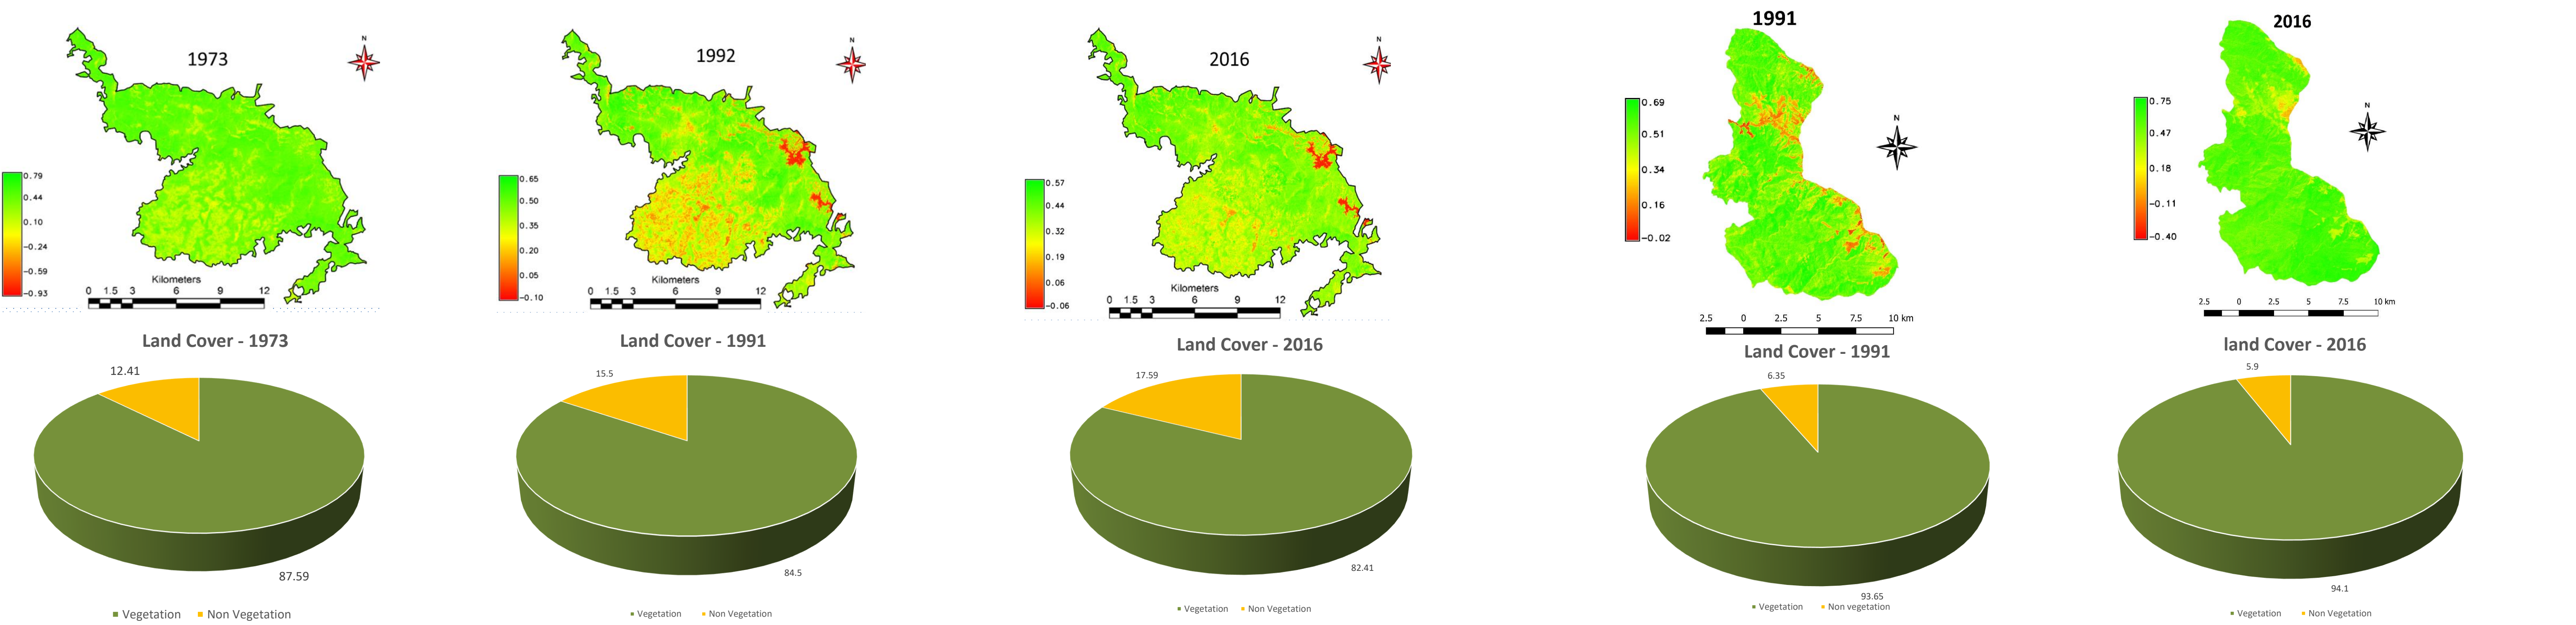 1973
N
0.79
0.44
0.10
-0.24
-0.59
-0.93
Kilometers
0 1.5 3 6 9 12
1992
N
0.65
0.50
0.35
0.20
0.05
-0.10
Kilometers
0 1.5 3 6 9 12
2016
N
0.57
0.44
0.32
0.19
0.06
-0.06
Kilometers
0 1.5 3 6 9 12
1991
N
0.69
0.51
0.34
0.16
-0.02
2.5 0 2.5 5 7.5 10 km
2016
N
0.75
0.47
0.18
-0.11
-0.40
2.5 0 2.5 5 7.5 10 km
Land Cover - 1973
12.41
87.59
Vegetation Non Vegetation
Land Cover - 1991
15.5
84.5
Vegetation Non Vegetation
Land Cover - 2016
17.59
82.41
Vegetation Non Vegetation
Land Cover - 1991
6.35
93.65
Vegetation Non vegetation
land Cover - 2016
5.9
94.1
Vegetation Non Vegetation